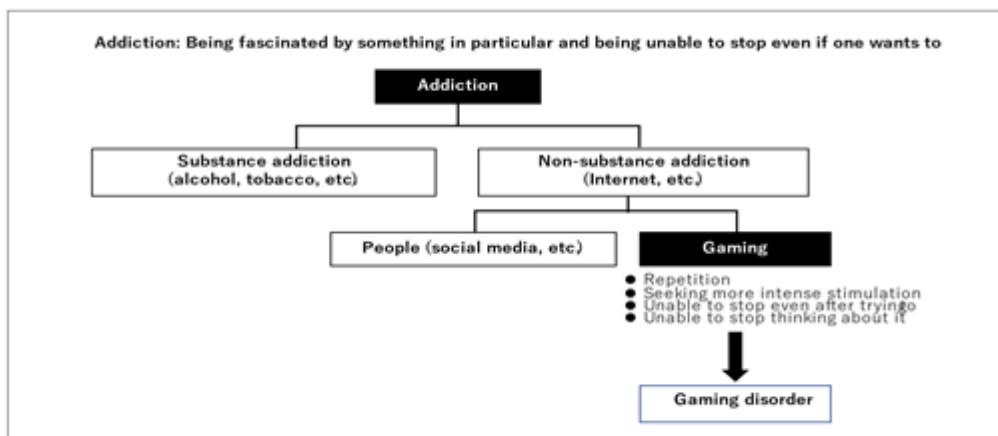 Addiction: Being fascinated by something in particular and being unable to stop even if one wants to
Addiction
Substance addiction
(alcohol, tobacco, etc)
Non-substance addiction
(Internet, etc.)
People (social media, etc)
Gaming
● Repetition
● Seeking more intense stimulation
● Unable to stop even after trying to
● Unable to stop thinking about it
Gaming disorder